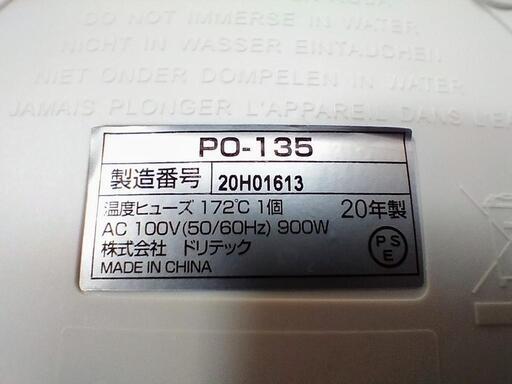 DO NOT IMMERSE IN WATER
NICHT IN WASSER EINTAUCHEN
NIET ONDER DOMPELEN IN WATER
JAMAIS PLONGER L'APPAREIL DANS L'E
PO-135
製造番号 20H01613
温度ヒューズ 172℃ 1個 20年製
AC 100V(50/60Hz) 900W
株式会社 ドリテック
MADE IN CHINA
PSE